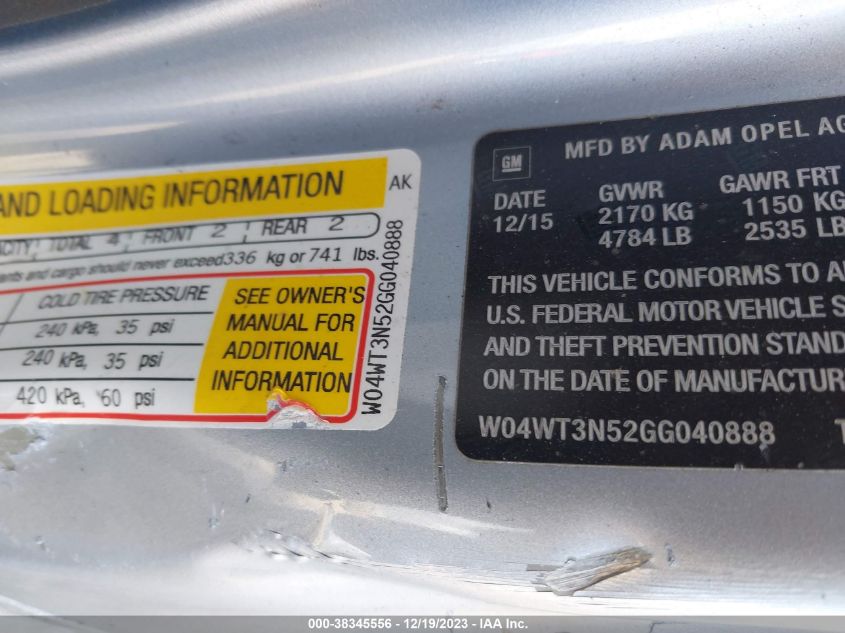 AND LOADING INFORMATION
AK
ACITY TOTAL 4 FRONT 2 REAR 2
and cargo should never exceed 336 kg or 741 lbs.
COLD TIRE PRESSURE
240 kPa, 35 psi
240 kPa, 35 psi
420 kPa, 60 psi
SEE OWNER'S
MANUAL FOR
ADDITIONAL
INFORMATION
W04WT3N52GG040888
GM
MFD BY ADAM OPEL AG
DATE GVWR GAWR FRT
12/15 2170 KG 1150 KG
4784 LB 2535 LB
THIS VEHICLE CONFORMS TO A
U.S. FEDERAL MOTOR VEHICLE S
AND THEFT PREVENTION STAND
ON THE DATE OF MANUFACTUR
W04WT3N52GG040888 T
000-38345556 - 12/19/2023 - IAA Inc.